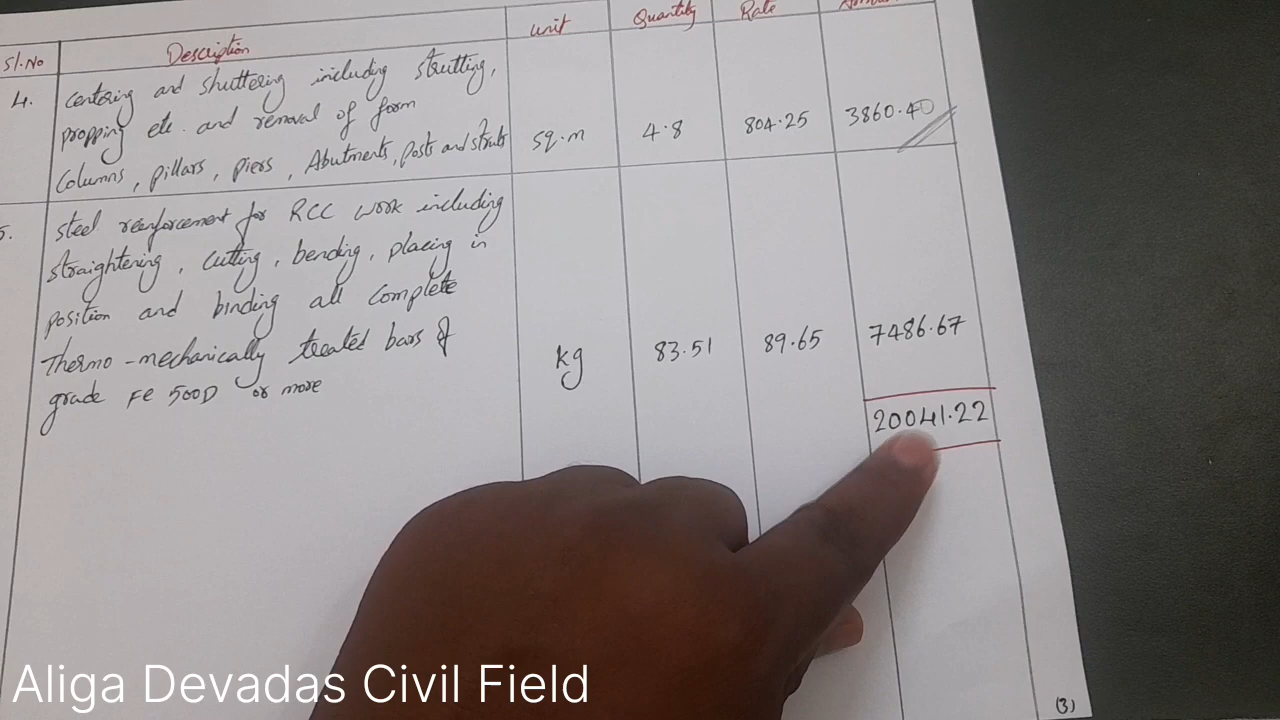 Sl.No Description unit Quantity Rate
4. Centering and shuttering inicluding strutting,
propping etc. and removal of form
Columns, pillars, piers, Abutments, posts and struts sq.m 4.8 804.25 3860.40
5. steel reinforcement for RCC work including
straightening, cutting, bending, placing in
position and binding all complete
Thermo-mechanically treated bars of
grade Fe 500D or more kg 83.51 89.65 7486.67
20041.22
Aliga Devadas Civil Field
(3)